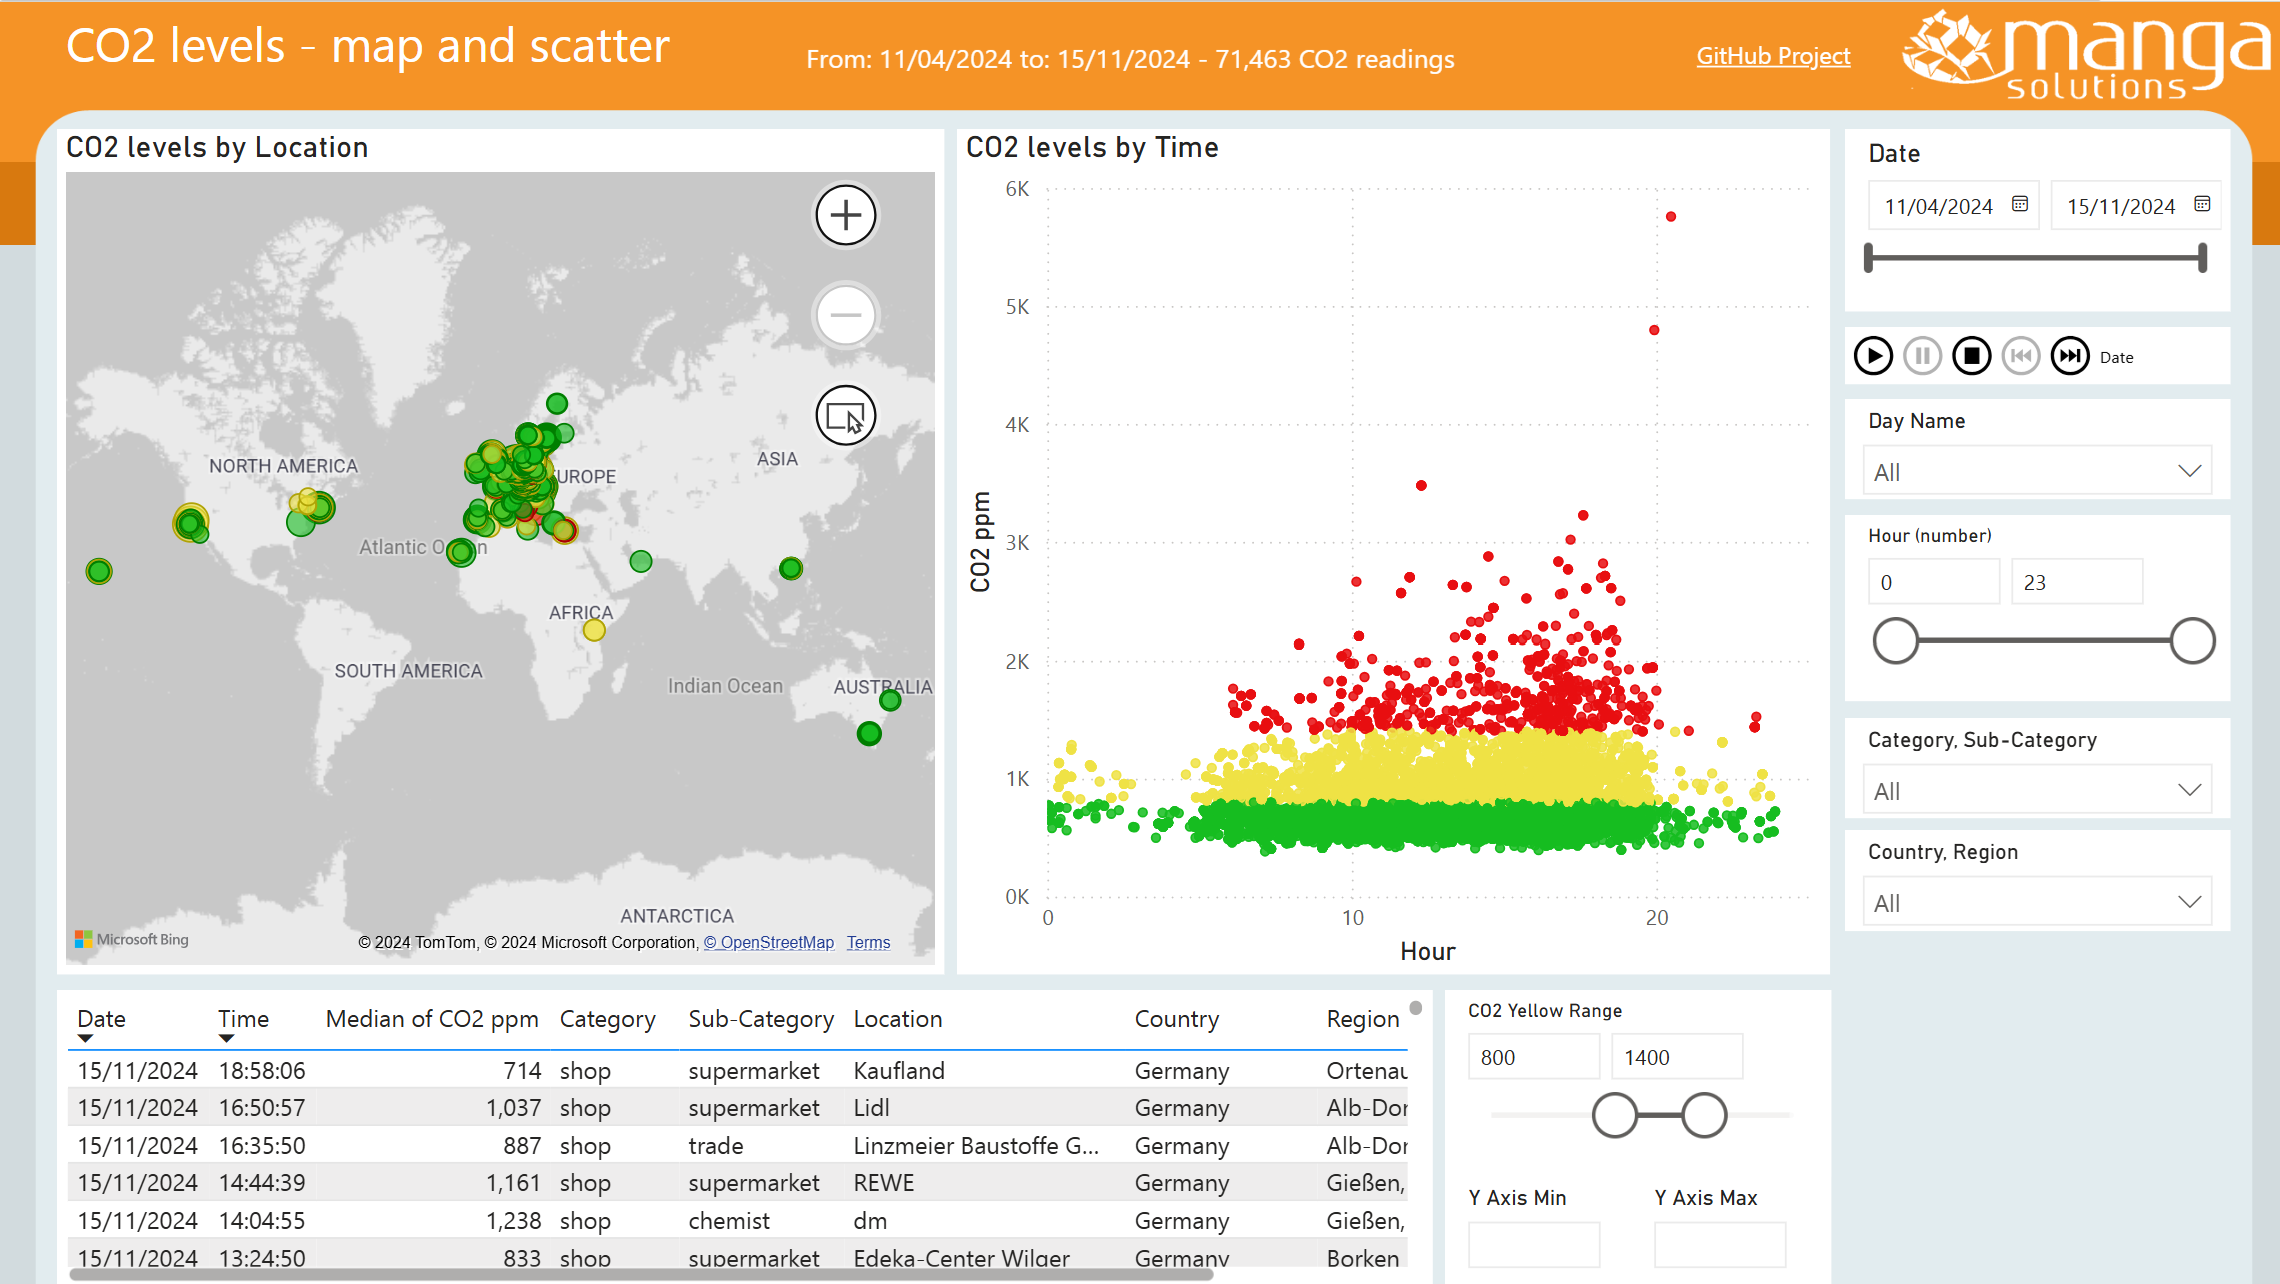 CO2 levels - map and scatter
From: 11/04/2024 to: 15/11/2024 - 71,463 CO2 readings
GitHub Project
manga
solutions
CO2 levels by Location
NORTH AMERICA
EUROPE
ASIA
Atlantic
AFRICA
SOUTH AMERICA
Indian Ocean
AUSTRALIA
ANTARCTICA
Microsoft Bing
© 2024 TomTom, © 2024 Microsoft Corporation, © OpenStreetMap Terms
CO2 levels by Time
6K
5K
4K
3K
2K
1K
0K
CO2 ppm
0 10 20
Hour
Date
11/04/2024 15/11/2024
Date
Day Name
All
Hour (number)
0 23
Category, Sub-Category
All
Country, Region
All
Date Time Median of CO2 ppm Category Sub-Category Location Country Region
15/11/2024 18:58:06 714 shop supermarket Kaufland Germany Ortenau
15/11/2024 16:50:57 1,037 shop supermarket Lidl Germany Alb-Dor
15/11/2024 16:35:50 887 shop trade Linzmeier Baustoffe G... Germany Alb-Dor
15/11/2024 14:44:39 1,161 shop supermarket REWE Germany Gießen,
15/11/2024 14:04:55 1,238 shop chemist dm Germany Gießen,
15/11/2024 13:24:50 833 shop supermarket Edeka-Center Wilger Germany Borken
CO2 Yellow Range
800 1400
Y Axis Min Y Axis Max